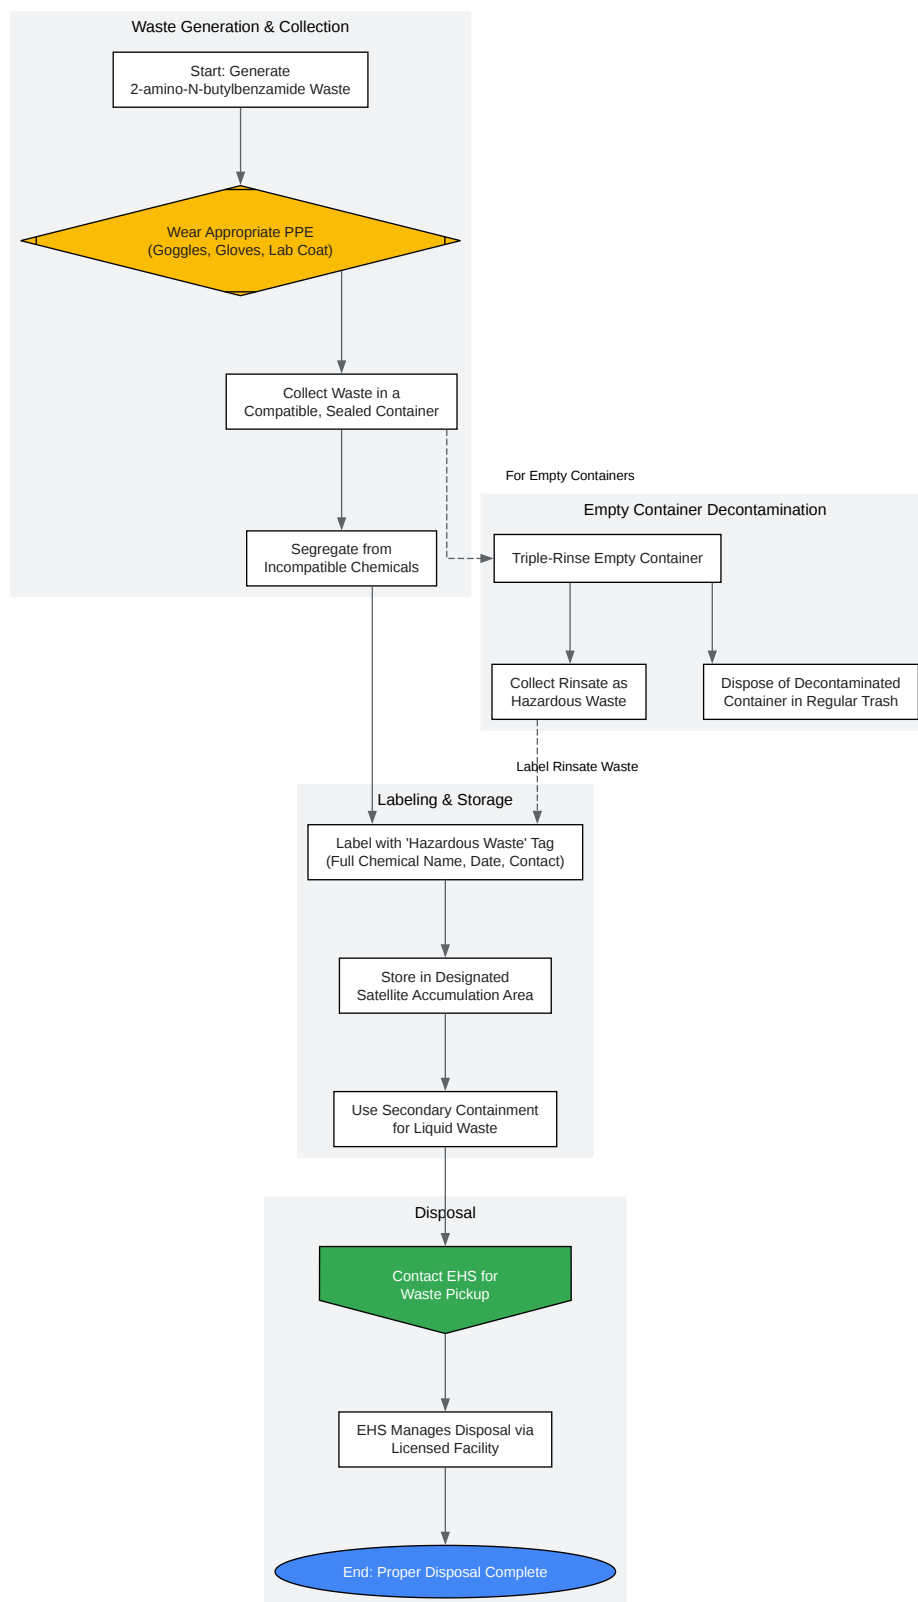 Waste Generation & Collection
Start: Generate
2-amino-N-butylbenzamide Waste
Wear Appropriate PPE
(Goggles, Gloves, Lab Coat)
Collect Waste in a
Compatible, Sealed Container
Segregate from
Incompatible Chemicals
For Empty Containers
Empty Container Decontamination
Triple-Rinse Empty Container
Collect Rinsate as
Hazardous Waste
Dispose of Decontaminated
Container in Regular Trash
Label Rinsate Waste
Labeling & Storage
Label with 'Hazardous Waste' Tag
(Full Chemical Name, Date, Contact)
Store in Designated
Satellite Accumulation Area
Use Secondary Containment
for Liquid Waste
Disposal
Contact EHS for
Waste Pickup
EHS Manages Disposal via
Licensed Facility
End: Proper Disposal Complete